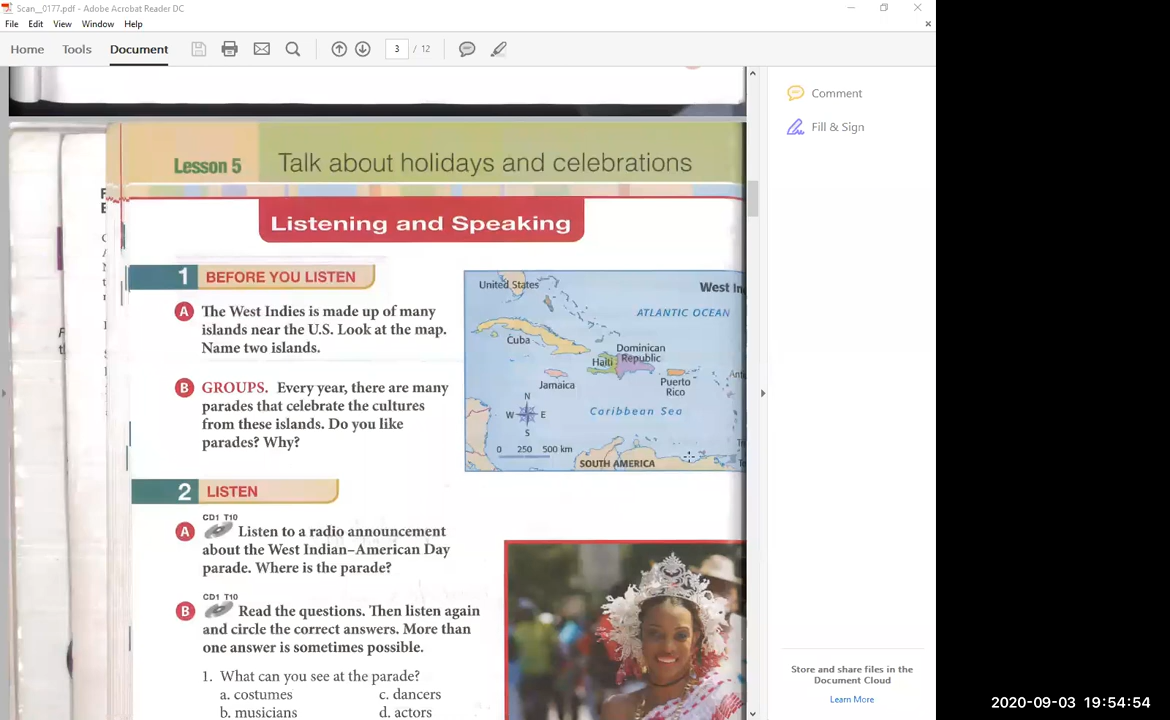 Scan__0177.pdf - Adobe Acrobat Reader DC
File Edit View Window Help
Home Tools Document 3 / 12
Comment
Fill & Sign
Lesson 5 Talk about holidays and celebrations
Listening and Speaking
1 BEFORE YOU LISTEN
A The West Indies is made up of many
islands near the U.S. Look at the map.
Name two islands.
B GROUPS. Every year, there are many
parades that celebrate the cultures
from these islands. Do you like
parades? Why?
United States
West In
ATLANTIC OCEAN
Cuba
Dominican
Haiti Republic
Jamaica
Puerto
Rico
Caribbean Sea
N
W E
S
0 250 500 km
SOUTH AMERICA
2 LISTEN
CD1 T10
A Listen to a radio announcement
about the West Indian–American Day
parade. Where is the parade?
CD1 T10
B Read the questions. Then listen again
and circle the correct answers. More than
one answer is sometimes possible.
1. What can you see at the parade?
a. costumes c. dancers
b. musicians d. actors
Store and share files in the
Document Cloud
Learn More
2020-09-03 19:54:54